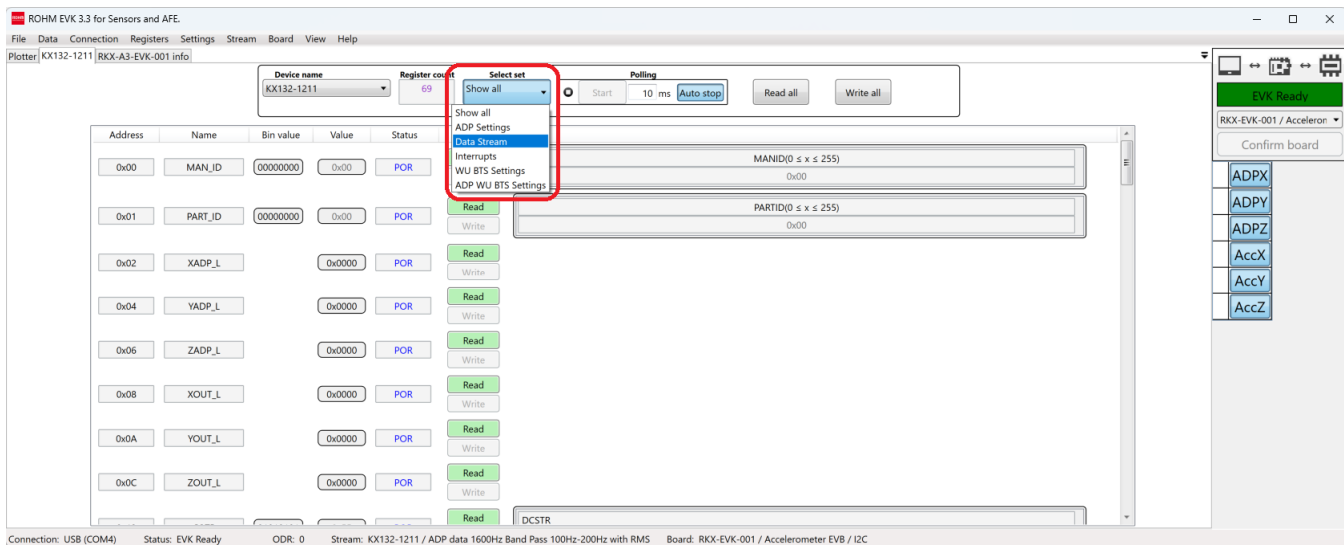 ROHM EVK 3.3 for Sensors and AFE.
File Data Connection Registers Settings Stream Board View Help
Plotter KX132-1211 RKX-A3-EVK-001 info
Device name Register count Select set Polling
KX132-1211 69 Show all Start 10 ms Auto stop Read all Write all
EVK Ready
RKX-EVK-001 / Acceleron
Confirm board
Show all
ADP Settings
Data Stream
Interrupts
WU BTS Settings
ADP WU BTS Settings
Address Name Bin value Value Status
0x00 MAN_ID 00000000 0x00 POR
MANID(0 ≤ x ≤ 255)
0x00
0x01 PART_ID 00000000 0x00 POR Read
Write
PARTID(0 ≤ x ≤ 255)
0x00
0x02 XADP_L 0x0000 POR Read
Write
0x04 YADP_L 0x0000 POR Read
Write
0x06 ZADP_L 0x0000 POR Read
Write
0x08 XOUT_L 0x0000 POR Read
Write
0x0A YOUT_L 0x0000 POR Read
Write
0x0C ZOUT_L 0x0000 POR Read
Write
Read DCSTR
ADPX
ADPY
ADPZ
AccX
AccY
AccZ
Connection: USB (COM4) Status: EVK Ready ODR: 0 Stream: KX132-1211 / ADP data 1600Hz Band Pass 100Hz-200Hz with RMS Board: RKX-EVK-001 / Accelerometer EVB / I2C